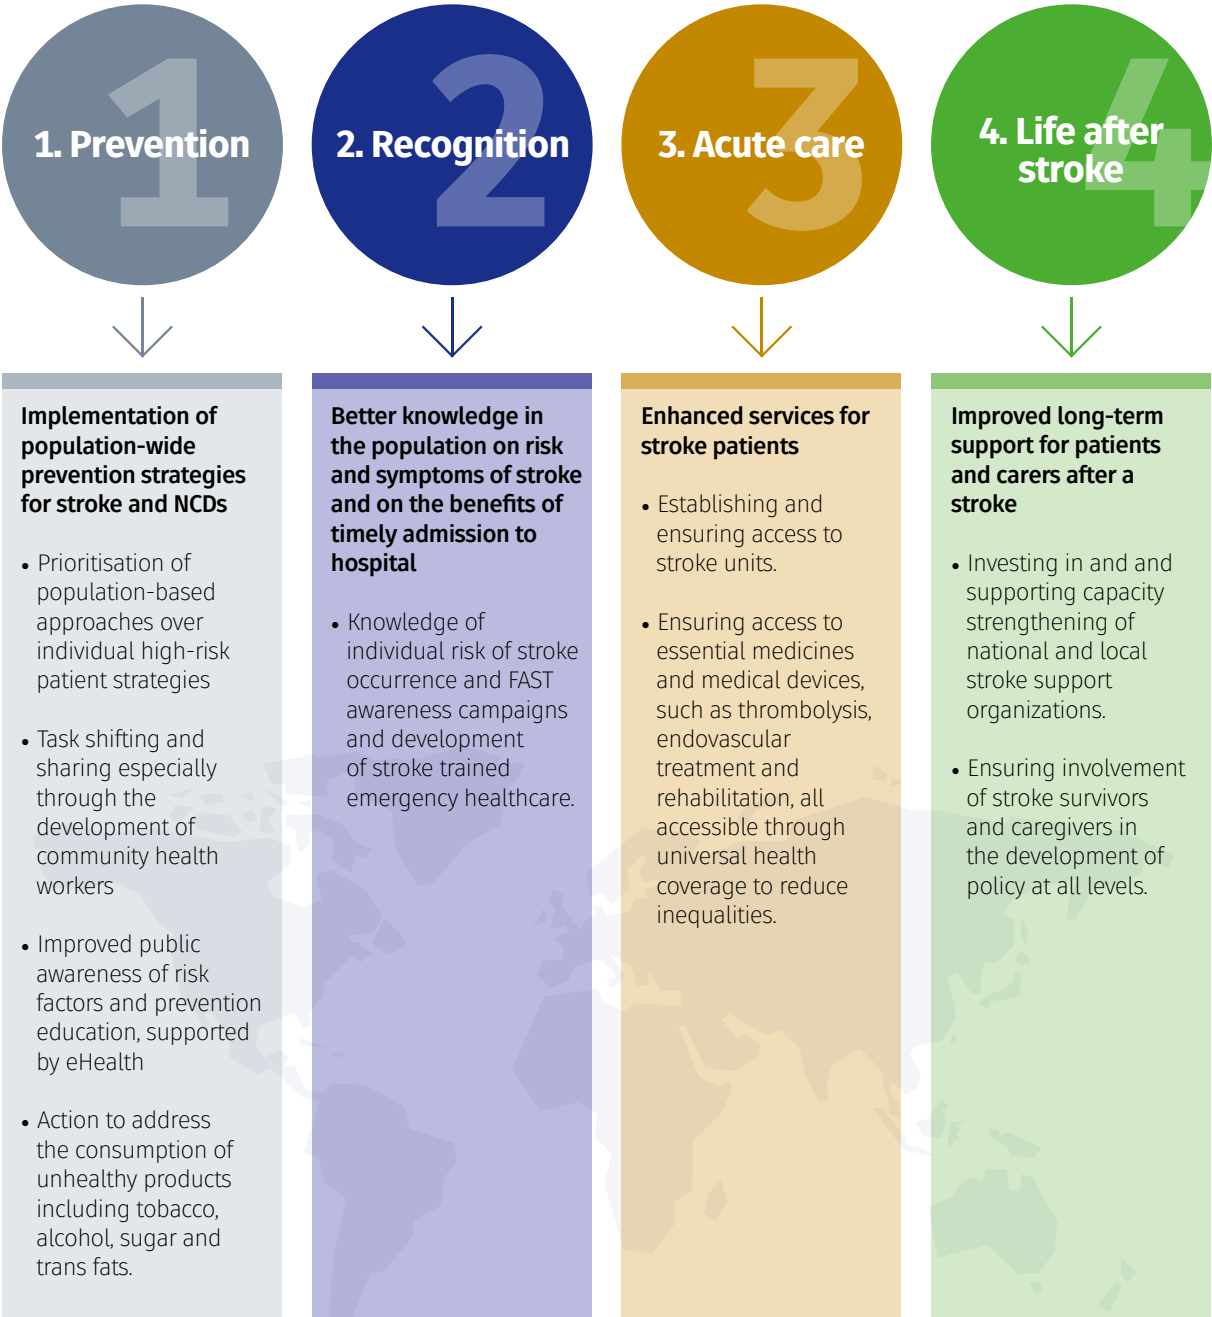 1
1. Prevention
Implementation of
population-wide
prevention strategies
for stroke and NCDs
• Prioritisation of
population-based
approaches over
individual high-risk
patient strategies
• Task shifting and
sharing especially
through the
development of
community health
workers
• Improved public
awareness of risk
factors and prevention
education, supported
by eHealth
• Action to address
the consumption of
unhealthy products
including tobacco,
alcohol, sugar and
trans fats.
2
2. Recognition
Better knowledge in
the population on risk
and symptoms of stroke
and on the benefits of
timely admission to
hospital
• Knowledge of
individual risk of stroke
occurrence and FAST
awareness campaigns
and development
of stroke trained
emergency healthcare.
3
3. Acute care
Enhanced services for
stroke patients
• Establishing and
ensuring access to
stroke units.
• Ensuring access to
essential medicines
and medical devices,
such as thrombolysis,
endovascular
treatment and
rehabilitation, all
accessible through
universal health
coverage to reduce
inequalities.
4
4. Life after
stroke
Improved long-term
support for patients
and carers after a
stroke
• Investing in and and
supporting capacity
strengthening of
national and local
stroke support
organizations.
• Ensuring involvement
of stroke survivors
and caregivers in
the development of
policy at all levels.